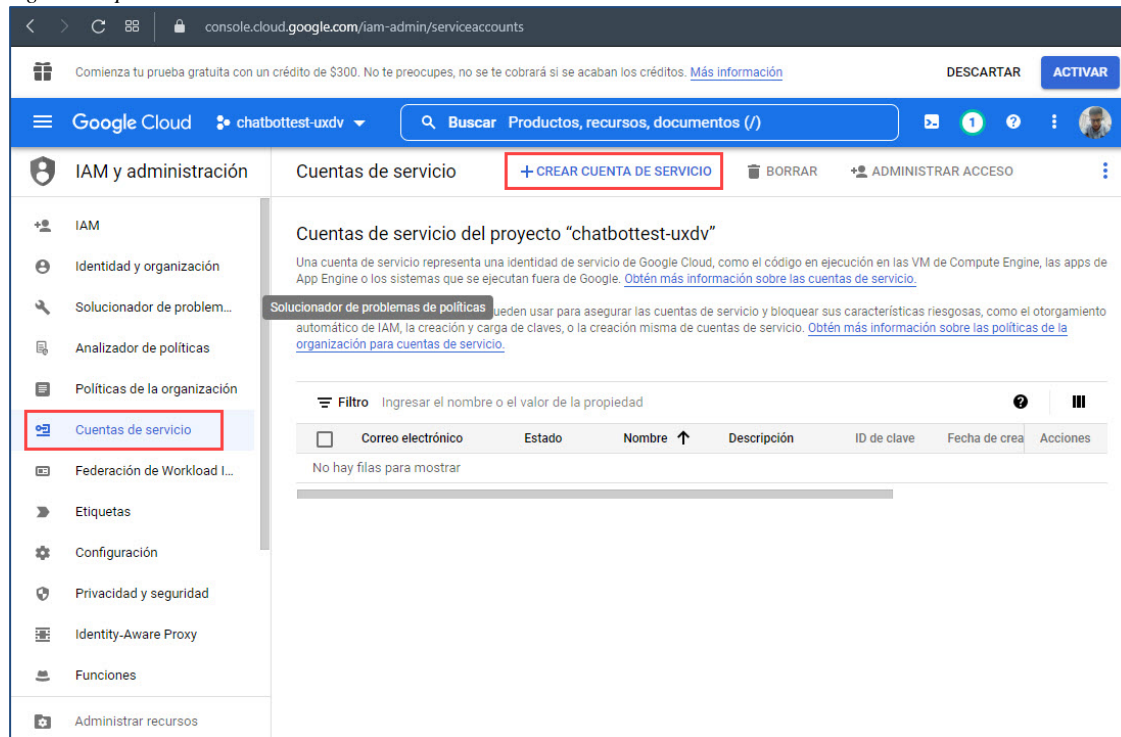 console.cloud.google.com/iam-admin/serviceaccounts
Comienza tu prueba gratuita con un crédito de $300. No te preocupes, no se te cobrará si se acaban los créditos. Más información
DESCARTAR
ACTIVAR
Google Cloud
chatbottest-uxdv
Buscar Productos, recursos, documentos (/)
1
IAM y administración
Cuentas de servicio
+ CREAR CUENTA DE SERVICIO
BORRAR
ADMINISTRAR ACCESO
IAM
Identidad y organización
Solucionador de problem...
Analizador de políticas
Políticas de la organización
Cuentas de servicio
Federación de Workload I...
Etiquetas
Configuración
Privacidad y seguridad
Identity-Aware Proxy
Funciones
Administrar recursos
Cuentas de servicio del proyecto “chatbottest-uxdv”
Una cuenta de servicio representa una identidad de servicio de Google Cloud, como el código en ejecución en las VM de Compute Engine, las apps de
App Engine o los sistemas que se ejecutan fuera de Google. Obtén más información sobre las cuentas de servicio.
Solucionador de problemas de políticas
ueden usar para asegurar las cuentas de servicio y bloquear sus características riesgosas, como el otorgamiento
automático de IAM, la creación y carga de claves, o la creación misma de cuentas de servicio. Obtén más información sobre las políticas de la
organización para cuentas de servicio.
Filtro Ingresar el nombre o el valor de la propiedad
Correo electrónico Estado Nombre ↑ Descripción ID de clave Fecha de crea Acciones
No hay filas para mostrar